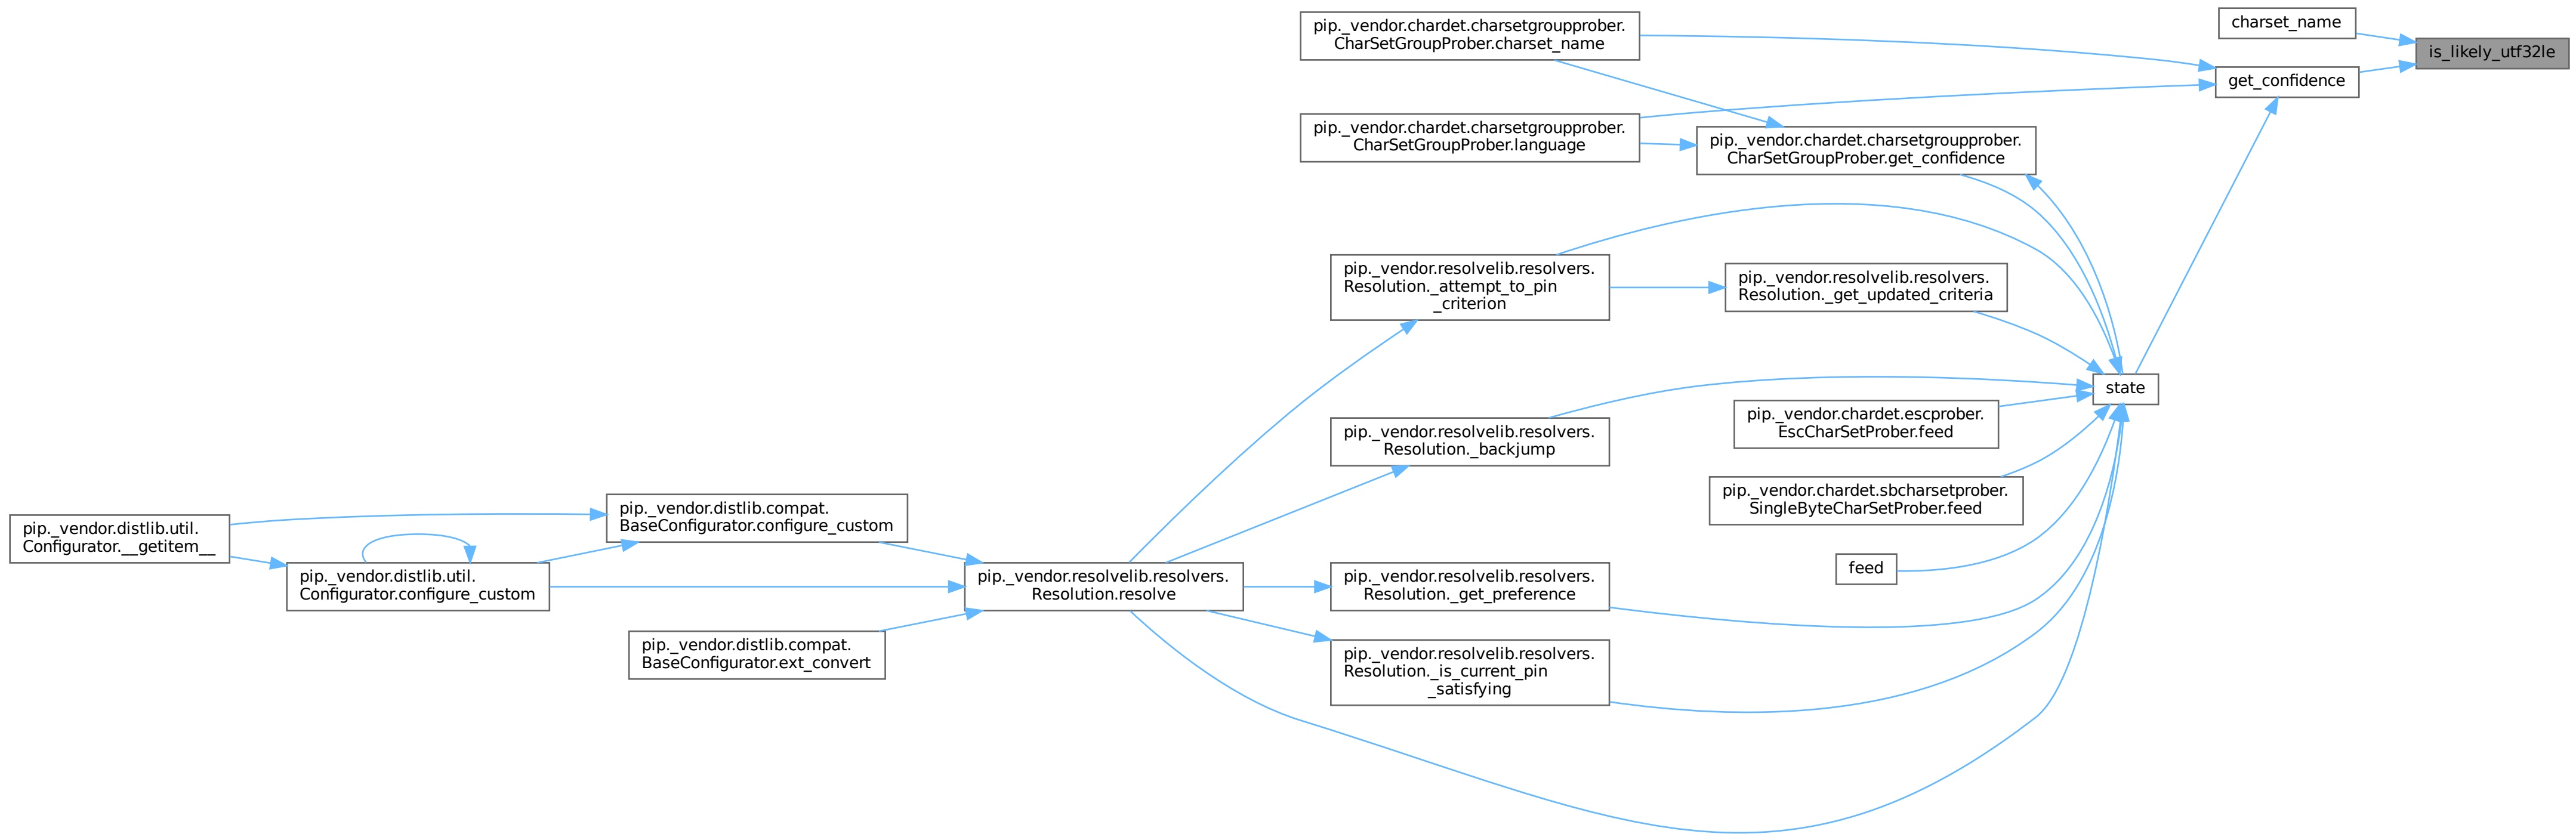 pip._vendor.chardet.charsetgroupprober.
CharSetGroupProber.charset_name
charset_name
is_likely_utf32le
get_confidence
pip._vendor.chardet.charsetgroupprober.
CharSetGroupProber.language
pip._vendor.chardet.charsetgroupprober.
CharSetGroupProber.get_confidence
pip._vendor.resolvelib.resolvers.
Resolution._attempt_to_pin
_criterion
pip._vendor.resolvelib.resolvers.
Resolution._get_updated_criteria
state
pip._vendor.resolvelib.resolvers.
Resolution._backjump
pip._vendor.chardet.escprober.
EscCharSetProber.feed
pip._vendor.chardet.sbcharsetprober.
SingleByteCharSetProber.feed
feed
pip._vendor.distlib.util.
Configurator.__getitem__
pip._vendor.distlib.compat.
BaseConfigurator.configure_custom
pip._vendor.distlib.util.
Configurator.configure_custom
pip._vendor.resolvelib.resolvers.
Resolution.resolve
pip._vendor.resolvelib.resolvers.
Resolution._get_preference
pip._vendor.distlib.compat.
BaseConfigurator.ext_convert
pip._vendor.resolvelib.resolvers.
Resolution._is_current_pin
_satisfying